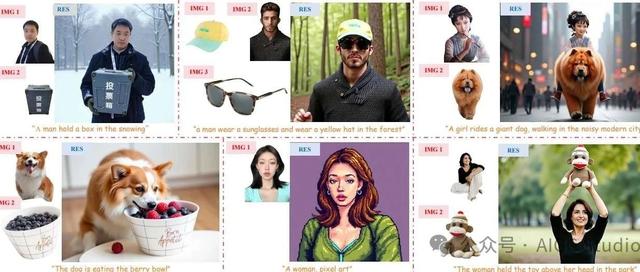 IMG 1
RES
IMG 2
投票箱
"A man hold a box in the snowing"
IMG 1
IMG 2
RES
IMG 3
"a man wear a sunglasses and wear a yellow hat in the forest"
IMG 1
RES
IMG 2
"A girl rides a giant dog, walking in the noisy modern city"
IMG 1
RES
IMG 2
"The dog is eating the berry bowl"
IMG 1
RES
"A woman, pixel art"
IMG 1
RES
IMG 2
"The woman held the toy above her head in the park"
公众号 · AIGC Studio